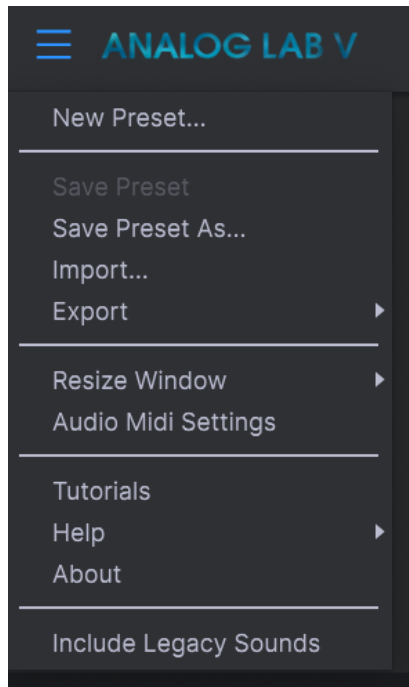 ANALOG LAB V
New Preset...
Save Preset
Save Preset As...
Import...
Export
Resize Window
Audio Midi Settings
Tutorials
Help
About
Include Legacy Sounds